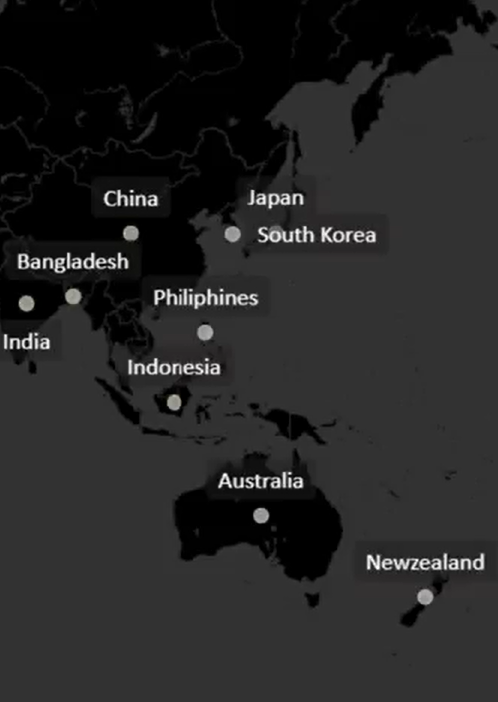 China
Japan
South Korea
Bangladesh
Philiphines
India
Indonesia
Australia
Newzealand